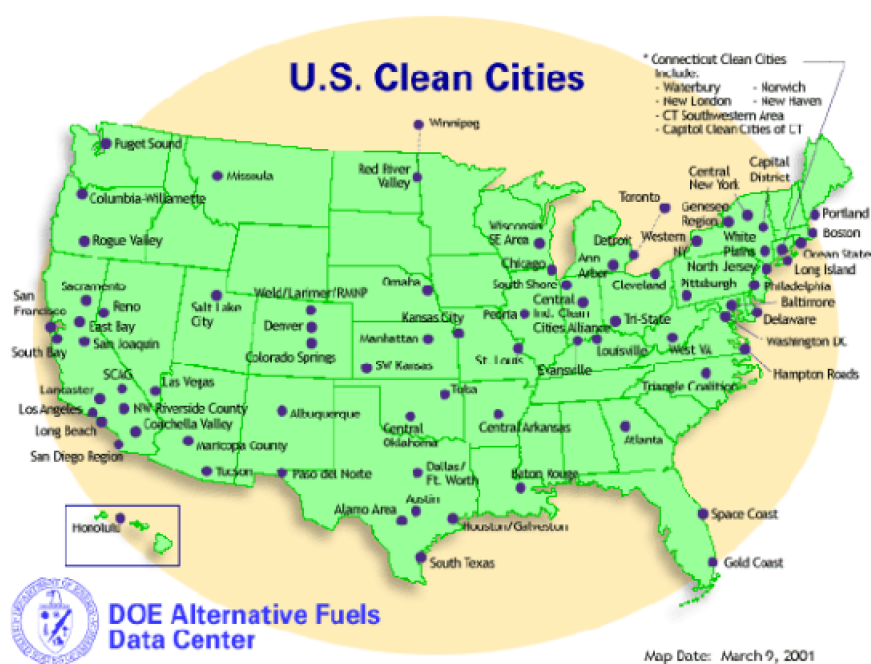 U.S. Clean Cities
* Connecticut Clean Cities
Include:
- Waterbury - Norwich
- New London - New Haven
- CT Southwestern Area
- Capitol Clean Cities of CT
Winnipeg
Puget Sound
Missoula
Red River
Valley
Columbia-Willamette
Rogue Valley
Toronto
Central
New York
Capital
District
Genesee
Region
Portland
Boston
Ocean State
Long Island
White
Plains
Western
NY
North Jersey
Philadelphia
Baltimore
Delaware
Washington DC
Hampton Roads
Wisconsin
SE Area
Chicago
South Shore
Detroit
Ann
Arbor
Cleveland
Pittsburgh
Sacramento
Reno
San
Francisco
East Bay
San Joaquin
South Bay
Salt Lake
City
Weld/Larimer/RMNP
Denver
Colorado Springs
Omaha
Kansas City
Manhattan
SW Kansas
Peoria
St. Louis
Central
Ind. Clean
Cities Alliance
Tri-State
Evansville
Louisville
West VA
Triangle Coalition
SCAG
Las Vegas
Lancaster
NW Riverside County
Los Angeles
Coachella Valley
Long Beach
San Diego Region
Maricopa County
Tucson
Albuquerque
Paso del Norte
Tulsa
Central
Oklahoma
Central Arkansas
Atlanta
Dallas/
Ft. Worth
Baton Rouge
Austin
Alamo Area
Houston/Galveston
South Texas
Space Coast
Gold Coast
Honolulu
DOE Alternative Fuels
Data Center
Map Date: March 9, 2001